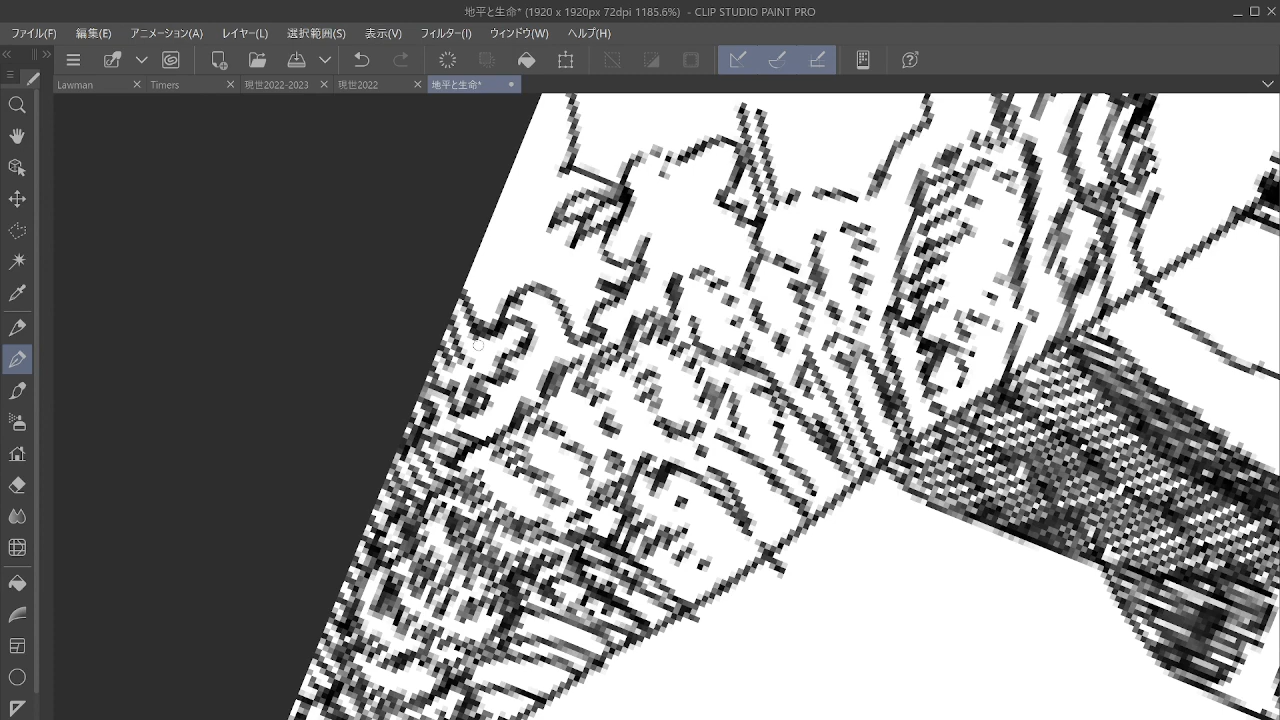 地平と生命* (1920 x 1920px 72dpi 1185.6%) - CLIP STUDIO PAINT PRO
ファイル(F) 編集(E) アニメーション(A) レイヤー(L) 選択範囲(S) 表示(V) フィルター(I) ウィンドウ(W) ヘルプ(H)
Lawman Timers 現世2022-2023 現世2022 地平と生命*